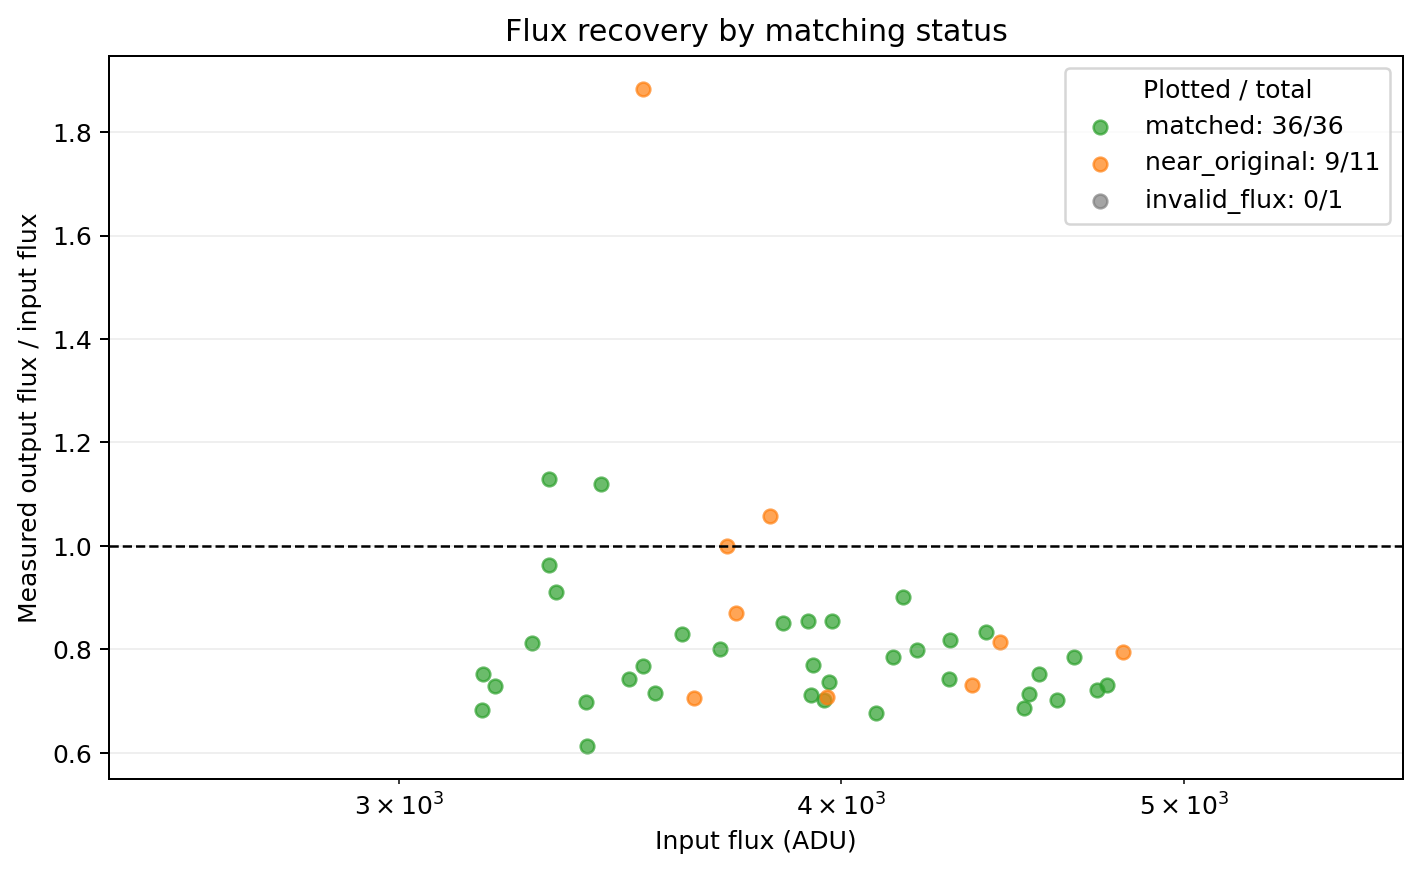 Flux recovery by matching status
Plotted / total
matched: 36/36
near_original: 9/11
invalid_flux: 0/1
Measured output flux / input flux
1.8
1.6
1.4
1.2
1.0
0.8
0.6
3 × 10³
4 × 10³
5 × 10³
Input flux (ADU)